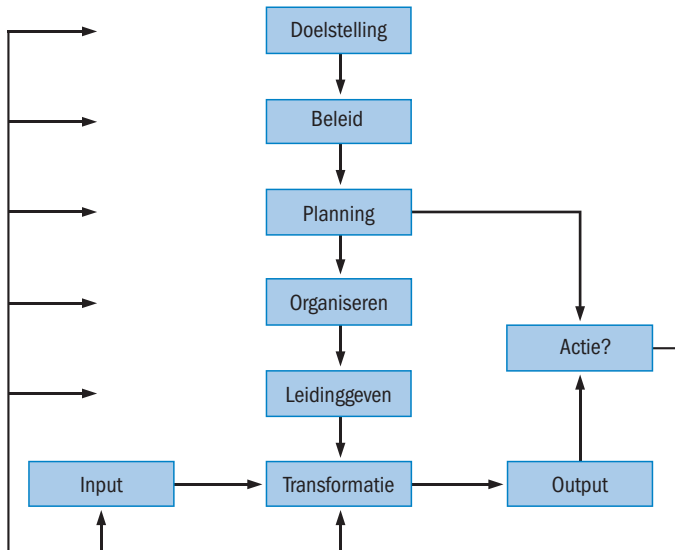 Doelstelling
Beleid
Planning
Organiseren
Actie?
Leidinggeven
Input
Transformatie
Output